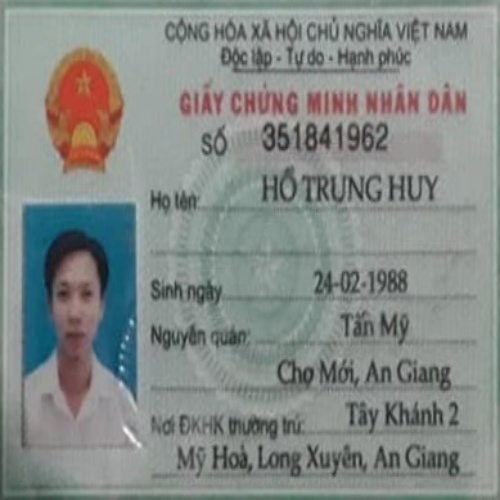 CỘNG HÒA XÃ HỘI CHỦ NGHĨA VIỆT NAM
Độc lập - Tự do - Hạnh phúc
GIẤY CHỨNG MINH NHÂN DÂN
SỐ 351841962
Họ tên HỒ TRUNG HUY
Sinh ngày 24-02-1988
Nguyên quán: Tấn Mỹ
Chợ Mới, An Giang
Nơi ĐKHK thường trú: Tây Khánh 2
Mỹ Hoà, Long Xuyên, An Giang